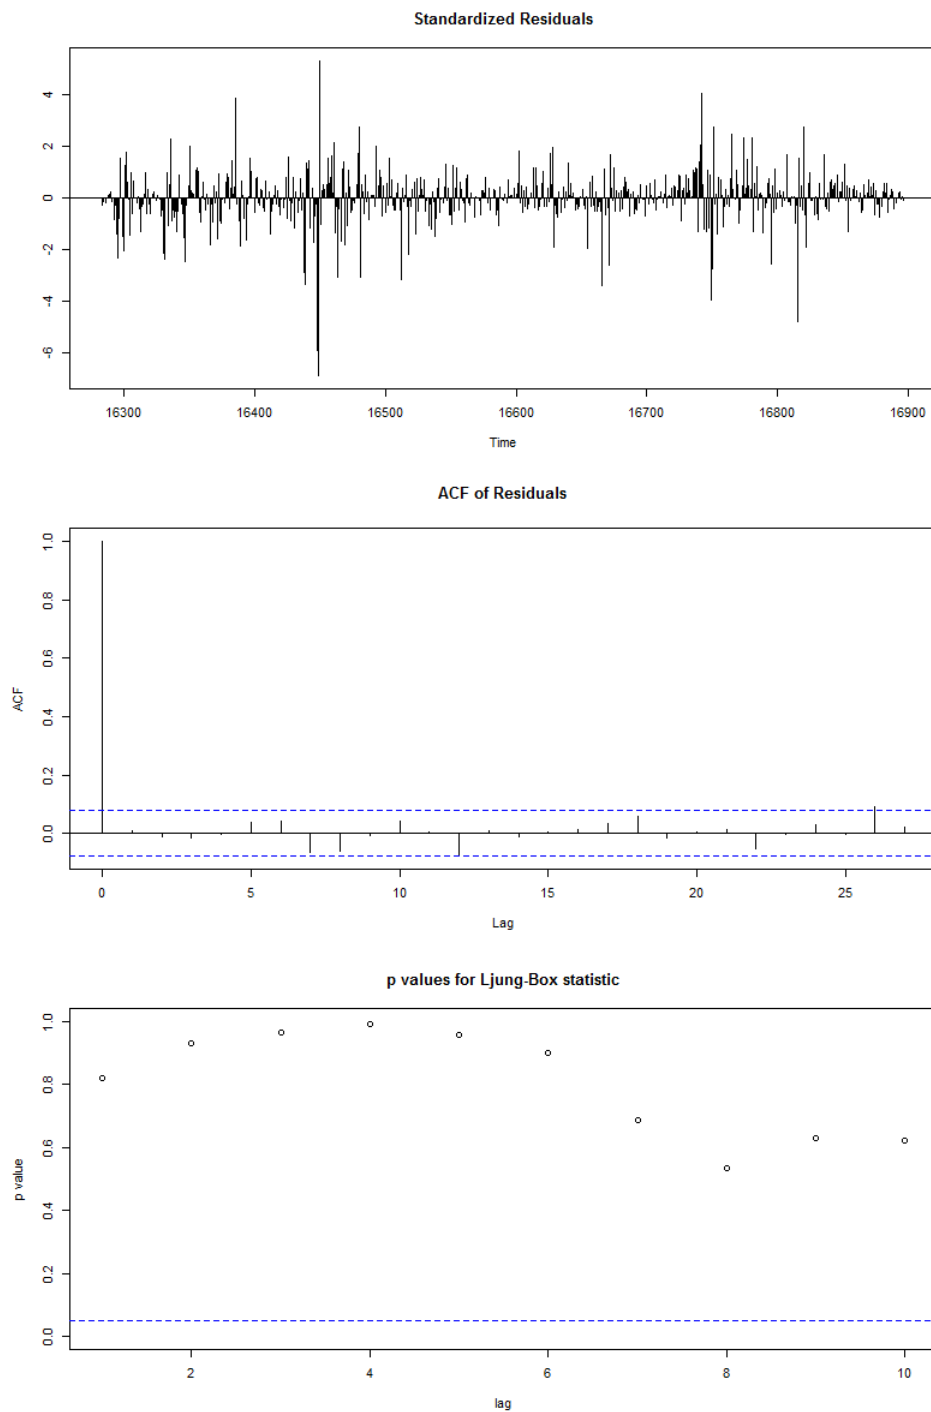 Standardized Residuals
4
2
0
-2
-4
-6
16300 16400 16500 16600 16700 16800 16900
Time
ACF of Residuals
1.0
0.8
0.6
0.4
0.2
0.0
ACF
0 5 10 15 20 25
Lag
p values for Ljung-Box statistic
1.0
0.8
0.6
0.4
0.2
0.0
p value
2 4 6 8 10
lag